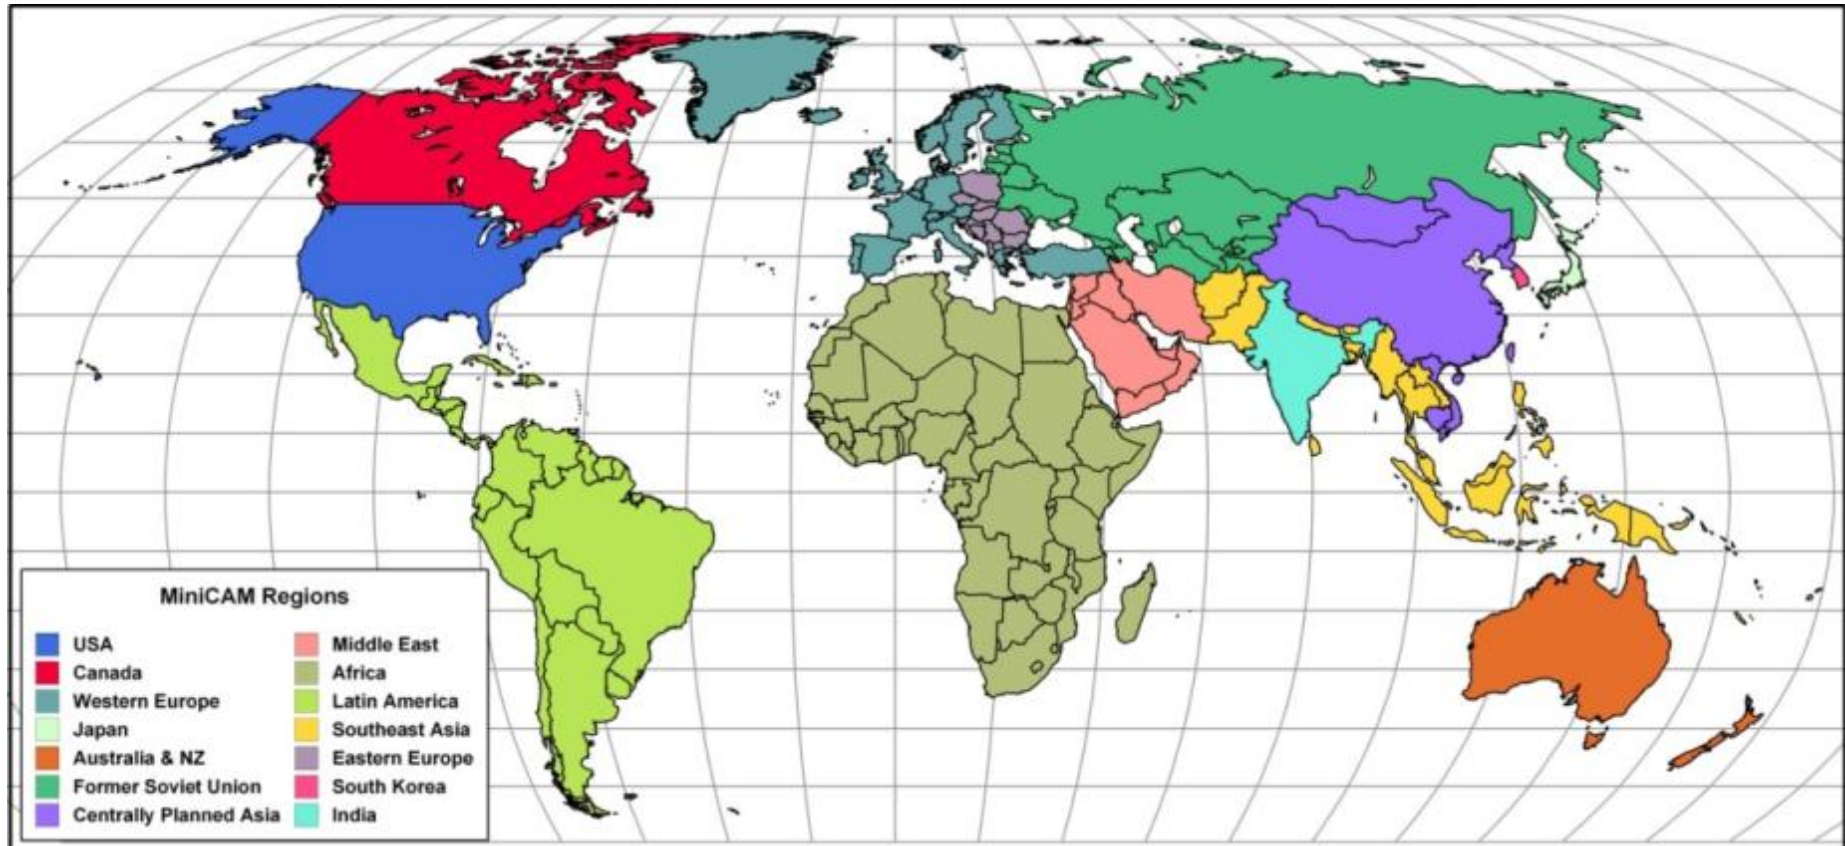 MiniCAM Regions
USA
Canada
Western Europe
Japan
Australia & NZ
Former Soviet Union
Centrally Planned Asia
Middle East
Africa
Latin America
Southeast Asia
Eastern Europe
South Korea
India